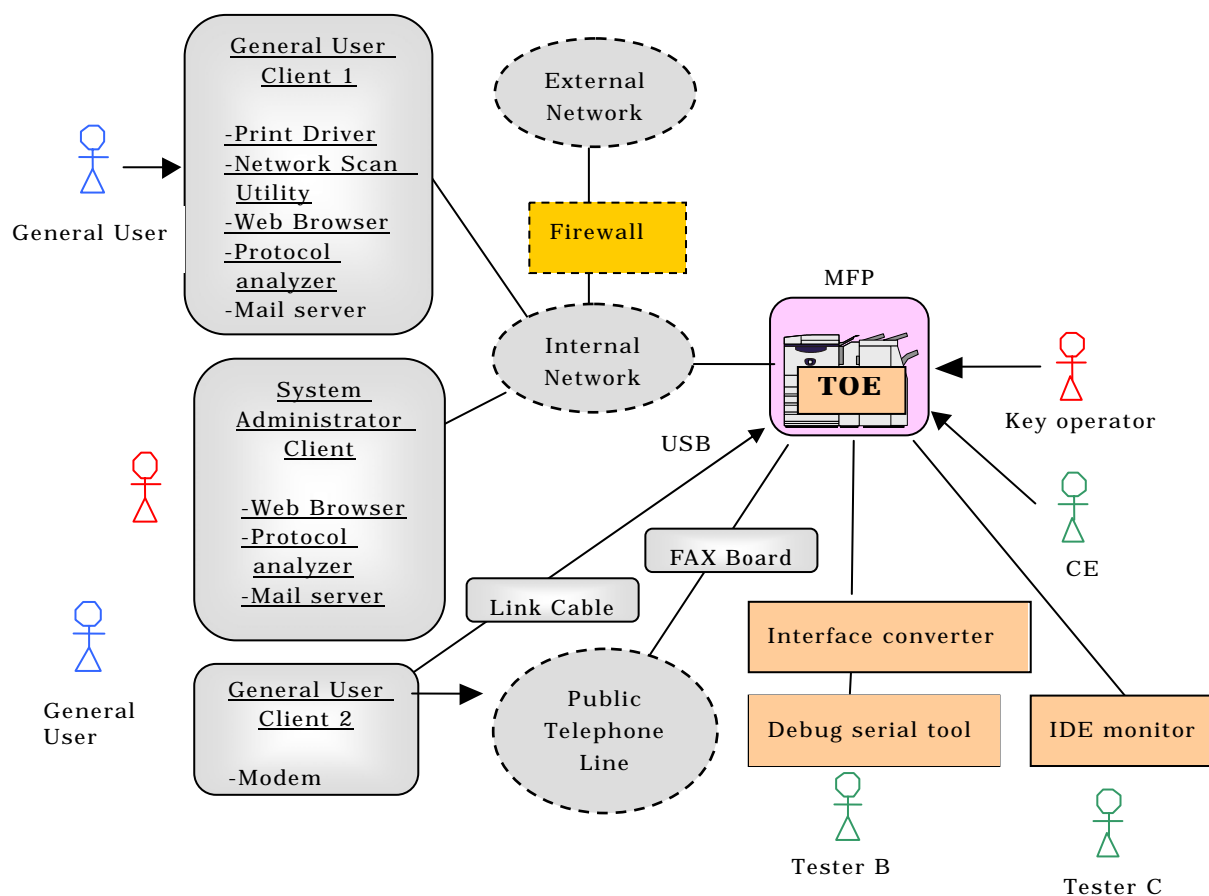 General User
Client 1
-Print Driver
-Network Scan
Utility
-Web Browser
-Protocol
analyzer
-Mail server
General User
External
Network
Firewall
Internal
Network
MFP
TOE
Key operator
CE
System
Administrator
Client
-Web Browser
-Protocol
analyzer
-Mail server
USB
FAX Board
Link Cable
General
User
General User
Client 2
-Modem
Public
Telephone
Line
Interface converter
Debug serial tool
IDE monitor
Tester B
Tester C